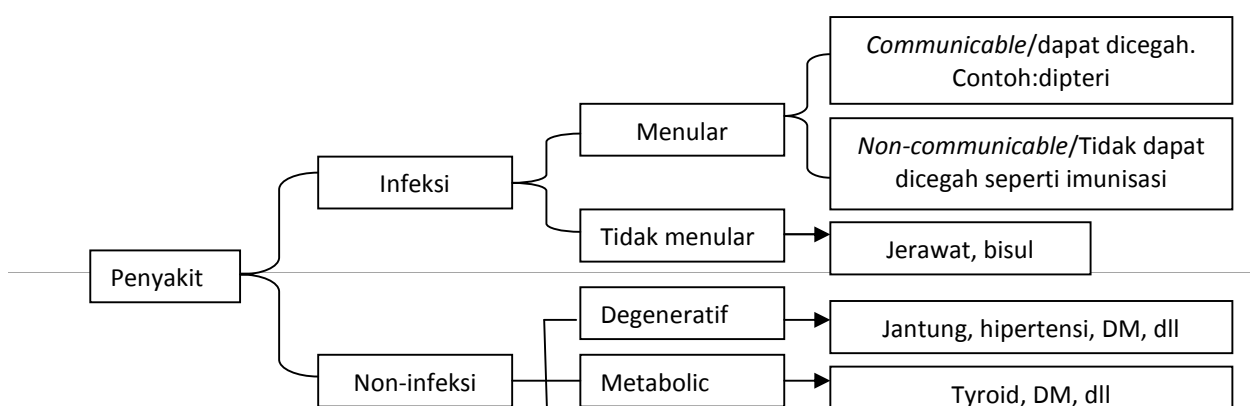 Communicable/dapat dicegah.
Contoh:dipteri
Menular
Non-communicable/Tidak dapat
dicegah seperti imunisasi
Infeksi
Tidak menular
Jerawat, bisul
Penyakit
Degeneratif
Jantung, hipertensi, DM, dll
Non-infeksi
Metabolic
Tyroid, DM, dll